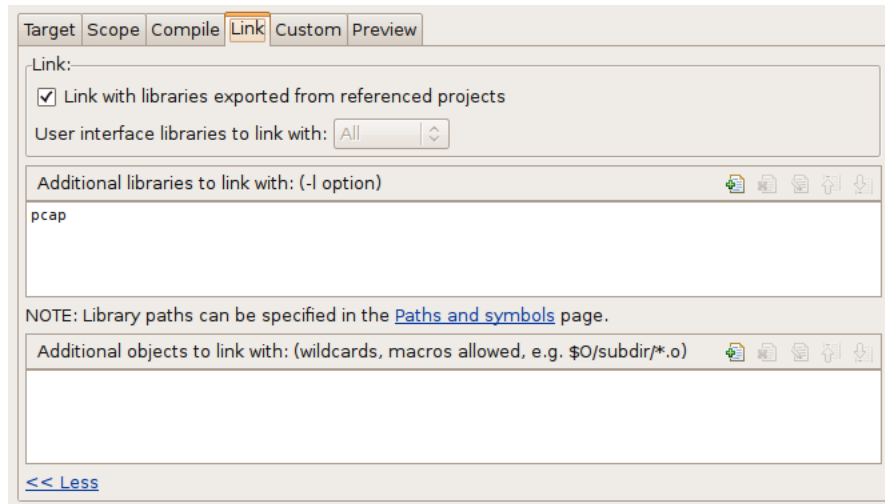 Target Scope Compile Link Custom Preview
Link:
Link with libraries exported from referenced projects
User interface libraries to link with: All
Additional libraries to link with: (-l option)
pcap
NOTE: Library paths can be specified in the Paths and symbols page.
Additional objects to link with: (wildcards, macros allowed, e.g. $O/subdir/*.o)
<< Less